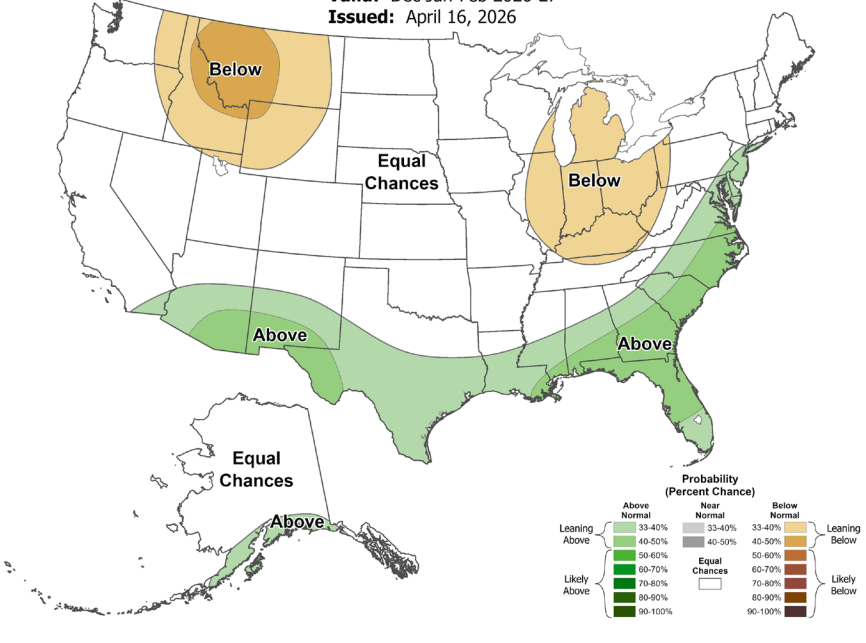 Issued: April 16, 2026
Below
Equal
Chances
Below
Above
Above
Equal
Chances
Above
Probability
(Percent Chance)
Above
Normal
Near
Normal
Below
Normal
Leaning
Above
33-40%
40-50%
50-60%
60-70%
70-80%
80-90%
90-100%
Likely
Above
33-40%
40-50%
Equal
Chances
33-40%
40-50%
50-60%
60-70%
70-80%
80-90%
90-100%
Leaning
Below
Likely
Below